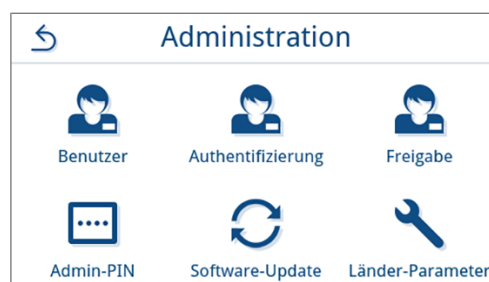 Administration
Benutzer Authentifizierung Freigabe
Admin-PIN Software-Update Länder-Parameter